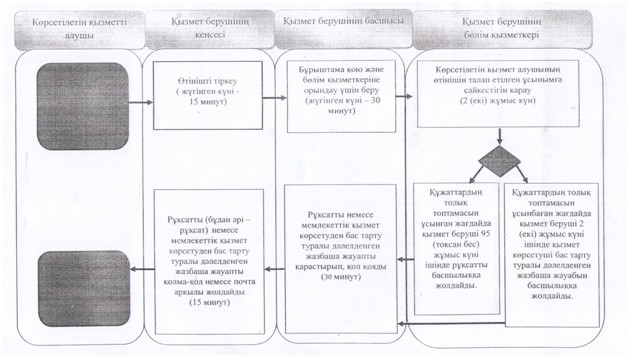 Көрсетілетін қызметті
алушы
Қызмет берушінің
кеңсесі
Қызмет берушінің басшысы
Қызмет берушінің
бөлім қызметкері
Өтінішті тіркеу
( жүгінген күні -
15 минут)
Бұрыштама қою және
бөлім қызметкеріне
орындау үшін беру
(жүгінген күні – 30
минут)
Көрсетілетін қызмет алушының
өтінішін талап етілген ұсынымға
сәйкестігін қарау
(2 (екі) жұмыс күн)
Рұқсатты (бұдан әрі –
рұқсат) немесе
мемлекеттік қызмет
көрсетуден бас тарту
туралы дәлелденген
жазбаша жауапты
қолма-қол немесе почта
арқылы жолдайды
(15 минут)
Рұқсатты немесе
мемлекеттік қызмет
көрсетуден бас тарту
туралы дәлелденген
жазбаша жауапты
қарастырып, қол қояды
(30 минут)
Құжаттардың
толық
топтамасын
ұсынған жағдайда
қызмет беруші 95
(тоқсан бес)
жұмыс күні
ішінде рұқсатты
басшылыққа
жолдайды.
Құжаттардың толық
топтамасын
ұсынбаған жағдайда
қызмет беруші 2
(екі) жұмыс күні
ішінде қызмет
көрсетуші бас тарту
туралы дәлелденген
жазбаша жауабын
басшылыққа
жолдайды.